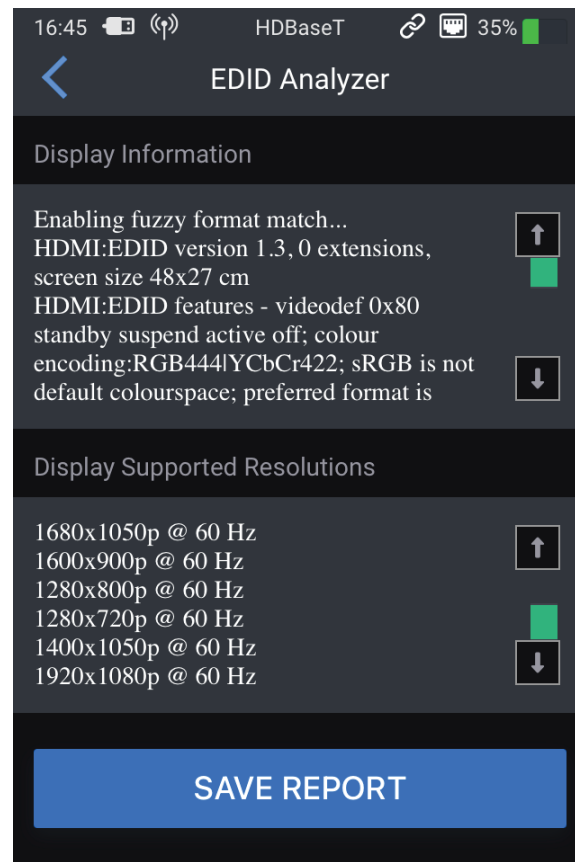 16:45 HDBaseT 35%
EDID Analyzer
Display Information
Enabling fuzzy format match...
HDMI:EDID version 1.3, 0 extensions,
screen size 48x27 cm
HDMI:EDID features - videodef 0x80
standby suspend active off; colour
encoding:RGB444|YCbCr422; sRGB is not
default colourspace; preferred format is
Display Supported Resolutions
1680x1050p @ 60 Hz
1600x900p @ 60 Hz
1280x800p @ 60 Hz
1280x720p @ 60 Hz
1400x1050p @ 60 Hz
1920x1080p @ 60 Hz
SAVE REPORT